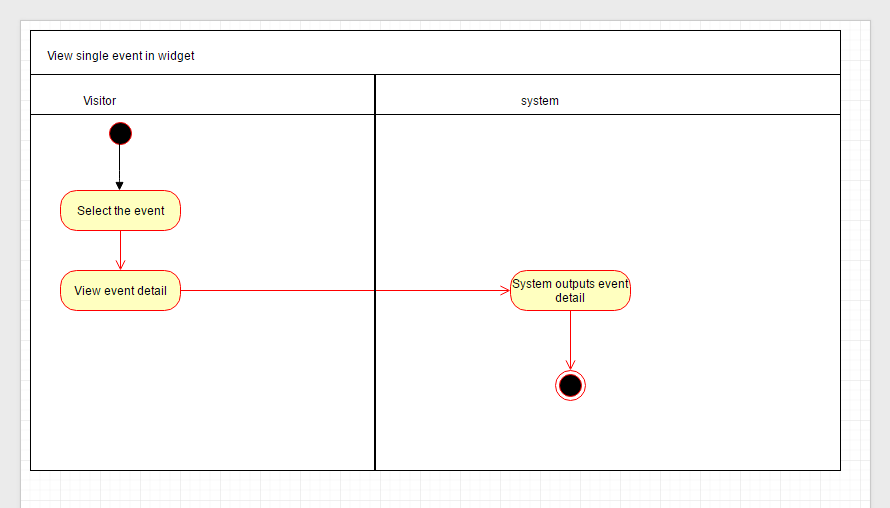 View single event in widget
Visitor
system
Select the event
View event detail
System outputs event
detail